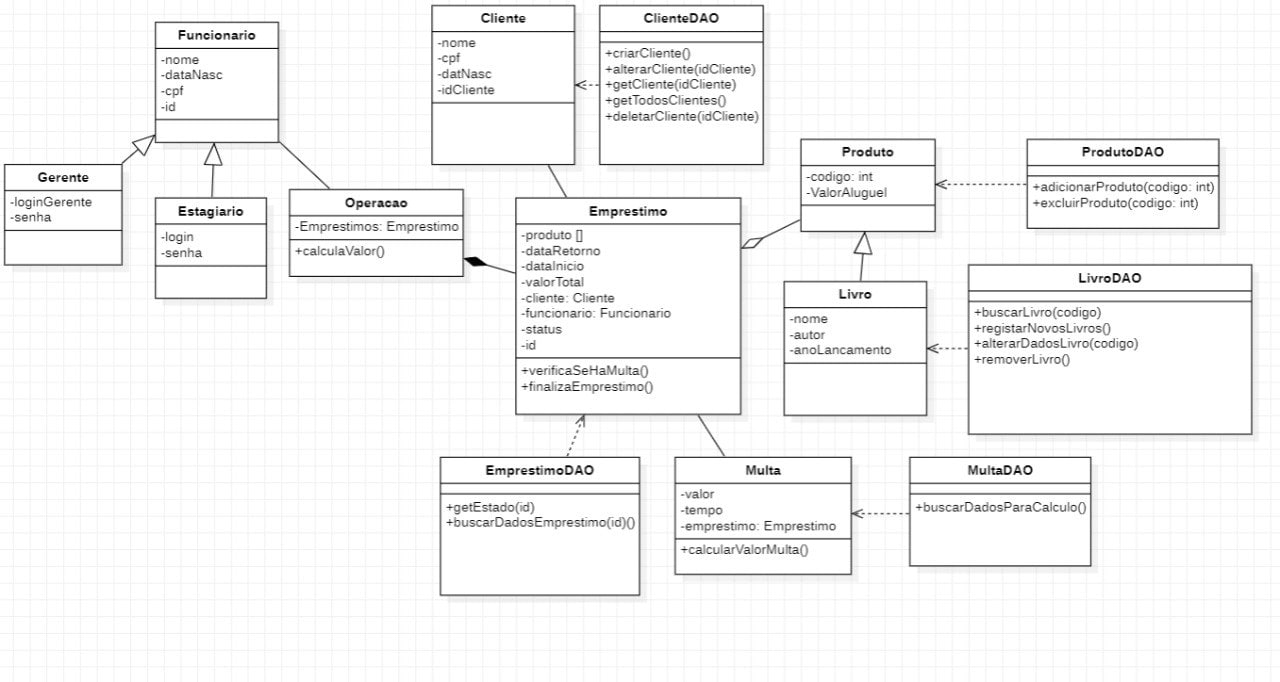 Funcionario
-nome
-dataNasc
-cpf
-id
Cliente
-nome
-cpf
-datNasc
-idCliente
ClienteDAO
+criarCliente()
+alterarCliente(idCliente)
+getCliente(idCliente)
+getTodosClientes()
+deletarCliente(idCliente)
Gerente
-loginGerente
-senha
Estagiario
-login
-senha
Operacao
-Emprestimos: Emprestimo
+calculaValor()
Emprestimo
-produto []
-dataRetorno
-dataInicio
-valorTotal
-cliente: Cliente
-funcionario: Funcionario
-status
-id
+verificaSeHaMulta()
+finalizaEmprestimo()
Produto
-codigo: int
-ValorAluguel
ProdutoDAO
+adicionarProduto(codigo: int)
+excluirProduto(codigo: int)
Livro
-nome
-autor
-anoLancamento
LivroDAO
+buscarLivro(codigo)
+registarNovosLivros()
+alterarDadosLivro(codigo)
+removerLivro()
EmprestimoDAO
+getEstado(id)
+buscarDadosEmprestimo(id)()
Multa
-valor
-tempo
-emprestimo: Emprestimo
+calcularValorMulta()
MultaDAO
+buscarDadosParaCalculo()